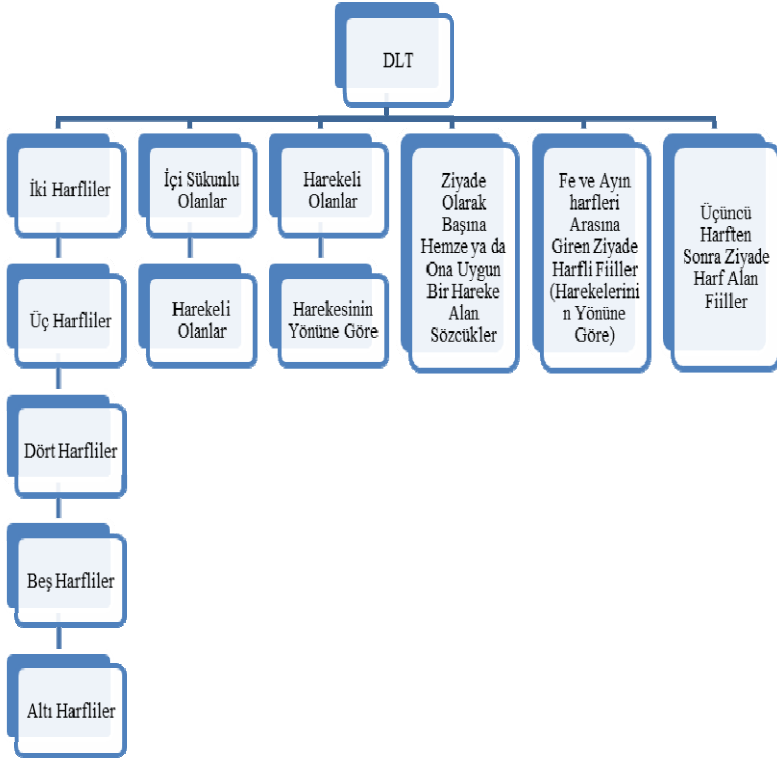 DLT
İki Harfliler
İçi Sükunlu
Olanlar
Harekeli
Olanlar
Ziyade
Olarak
Başına
Hemze ya da
Ona Uygun
Bir Hareke
Alan
Sözcükler
Fe ve Ayın
harfleri
Arasına
Giren Ziyade
Harfli Fiiller
(Harekelerini
n Yönüne
Göre)
Üçüncü
Harften
Sonra Ziyade
Harf Alan
Fiiller
Üç Harfliler
Harekeli
Olanlar
Harekesinin
Yönüne Göre
Dört Harfliler
Beş Harfliler
Altı Harfliler